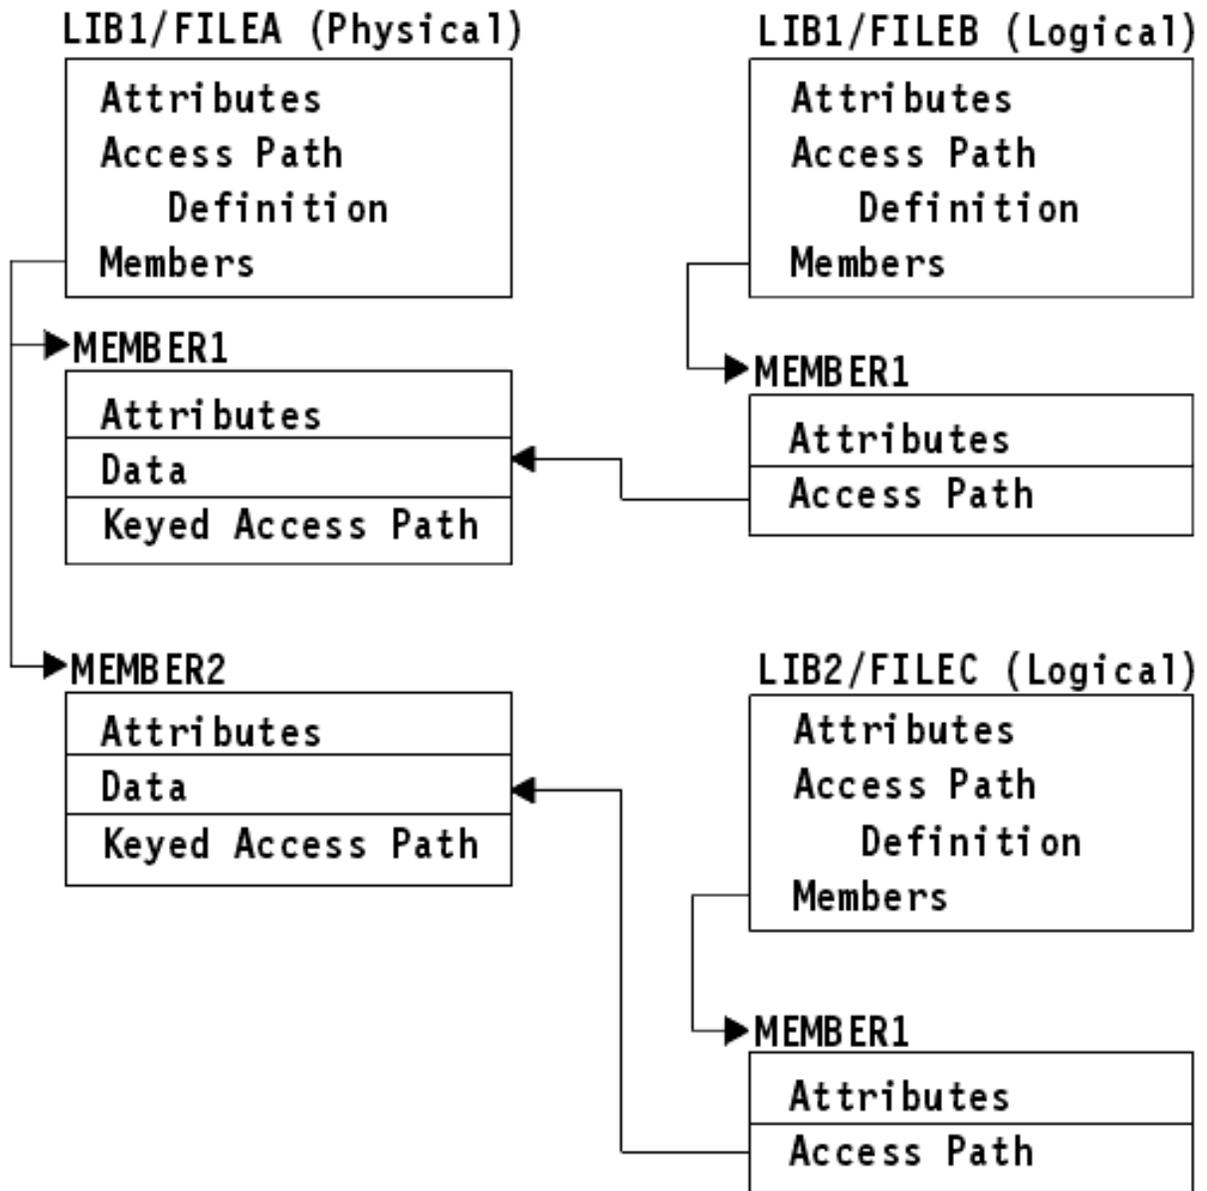 LIB1/FILEA (Physical)
Attributes
Access Path
Definition
Members
MEMBER1
Attributes
Data
Keyed Access Path
MEMBER2
Attributes
Data
Keyed Access Path
LIB1/FILEB (Logical)
Attributes
Access Path
Definition
Members
MEMBER1
Attributes
Access Path
LIB2/FILEC (Logical)
Attributes
Access Path
Definition
Members
MEMBER1
Attributes
Access Path